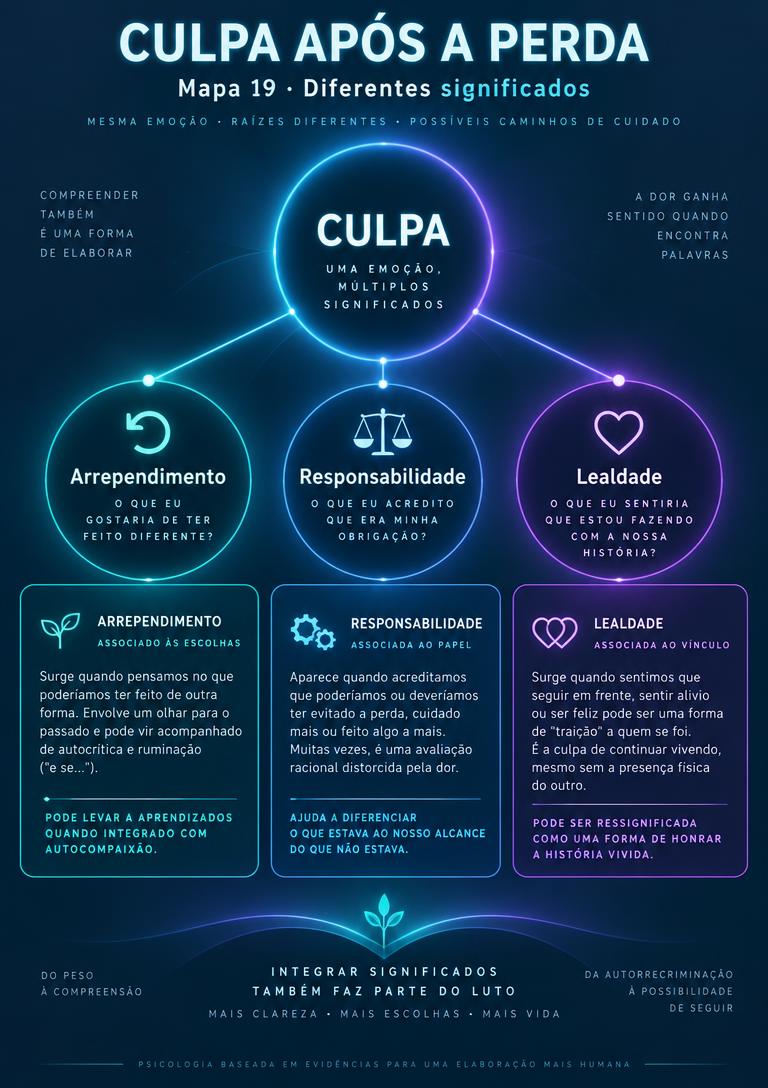 CULPA APÓS A PERDA
Mapa 19 · Diferentes significados
MESMA EMOÇÃO • RAÍZES DIFERENTES • POSSÍVEIS CAMINHOS DE CUIDADO
COMPREENDER
TAMBÉM
É UMA FORMA
DE ELABORAR
A DOR GANHA
SENTIDO QUANDO
ENCONTRA
PALAVRAS
CULPA
UMA EMOÇÃO,
MÚLTIPLOS
SIGNIFICADOS
Arrependimento
O QUE EU
GOSTARIA DE TER
FEITO DIFERENTE?
Responsabilidade
O QUE EU ACREDITO
QUE ERA MINHA
OBRIGAÇÃO?
Lealdade
O QUE EU SENTIRIA
QUE ESTOU FAZENDO
COM A NOSSA
HISTÓRIA?
ARREPENDIMENTO
ASSOCIADO ÀS ESCOLHAS
Surge quando pensamos no que
poderíamos ter feito de outra
forma. Envolve um olhar para o
passado e pode vir acompanhado
de autocrítica e ruminação
("e se...").
PODE LEVAR A APRENDIZADOS
QUANDO INTEGRADO COM
AUTOCOMPAIXÃO.
RESPONSABILIDADE
ASSOCIADA AO PAPEL
Aparece quando acreditamos
que poderíamos ou deveríamos
ter evitado a perda, cuidado
mais ou feito algo a mais.
Muitas vezes, é uma avaliação
racional distorcida pela dor.
AJUDA A DIFERENCIAR
O QUE ESTAVA AO NOSSO ALCANCE
DO QUE NÃO ESTAVA.
LEALDADE
ASSOCIADA AO VÍNCULO
Surge quando sentimos que
seguir em frente, sentir alivio
ou ser feliz pode ser uma forma
de "traição" a quem se foi.
É a culpa de continuar vivendo,
mesmo sem a presença física
do outro.
PODE SER RESSIGNIFICADA
COMO UMA FORMA DE HONRAR
A HISTÓRIA VIVIDA.
DO PESO
À COMPREENSÃO
INTEGRAR SIGNIFICADOS
TAMBÉM FAZ PARTE DO LUTO
MAIS CLAREZA • MAIS ESCOLHAS • MAIS VIDA
DA AUTORRECRIMINAÇÃO
À POSSIBILIDADE
DE SEGUIR
PSICOLOGIA BASEADA EM EVIDÊNCIAS PARA UMA ELABORAÇÃO MAIS HUMANA